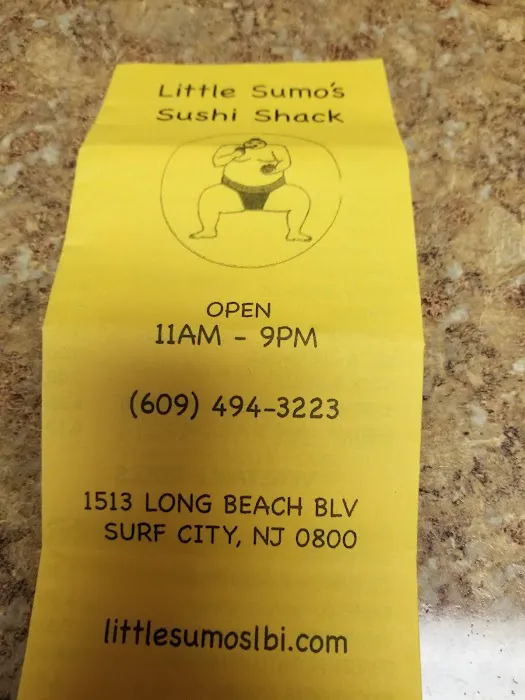 Little Sumo's
Sushi Shack
OPEN
11AM - 9PM
(609) 494-3223
1513 LONG BEACH BLV
SURF CITY, NJ 0800
littlesumoslbi.com